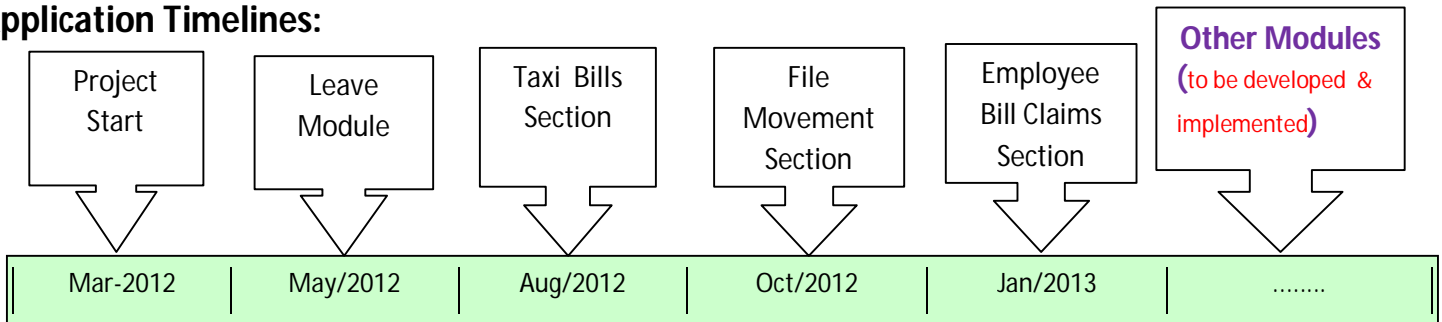 pplication Timelines:
Project
Start
Leave
Module
Taxi Bills
Section
File
Movement
Section
Employee
Bill Claims
Section
Other Modules
(to be developed &
implemented)
Mar-2012
May/2012
Aug/2012
Oct/2012
Jan/2013
........